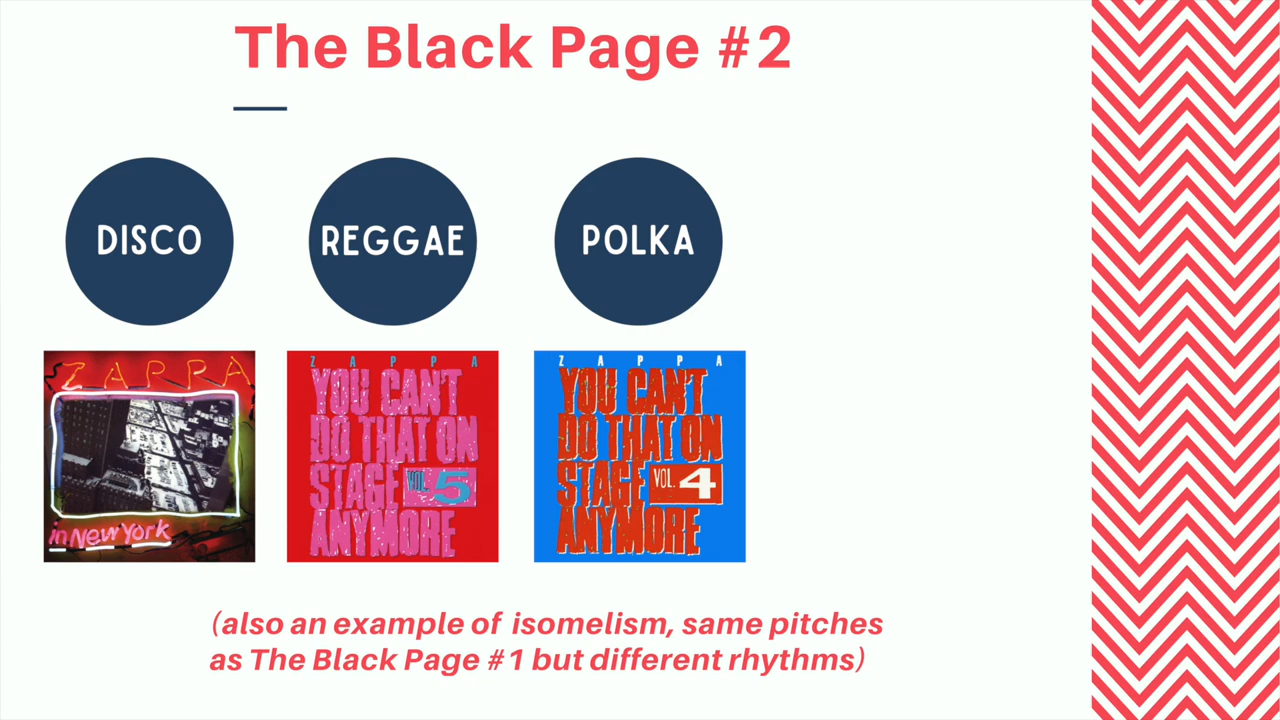 The Black Page #2
DISCO
REGGAE
POLKA
ZAPPA
in New York
ZAPPA
YOU CAN'T
DO THAT ON
STAGE VOL. 5
ANYMORE
ZAPPA
YOU CAN'T
DO THAT ON
STAGE VOL. 4
ANYMORE
(also an example of isomelism, same pitches
as The Black Page #1 but different rhythms)